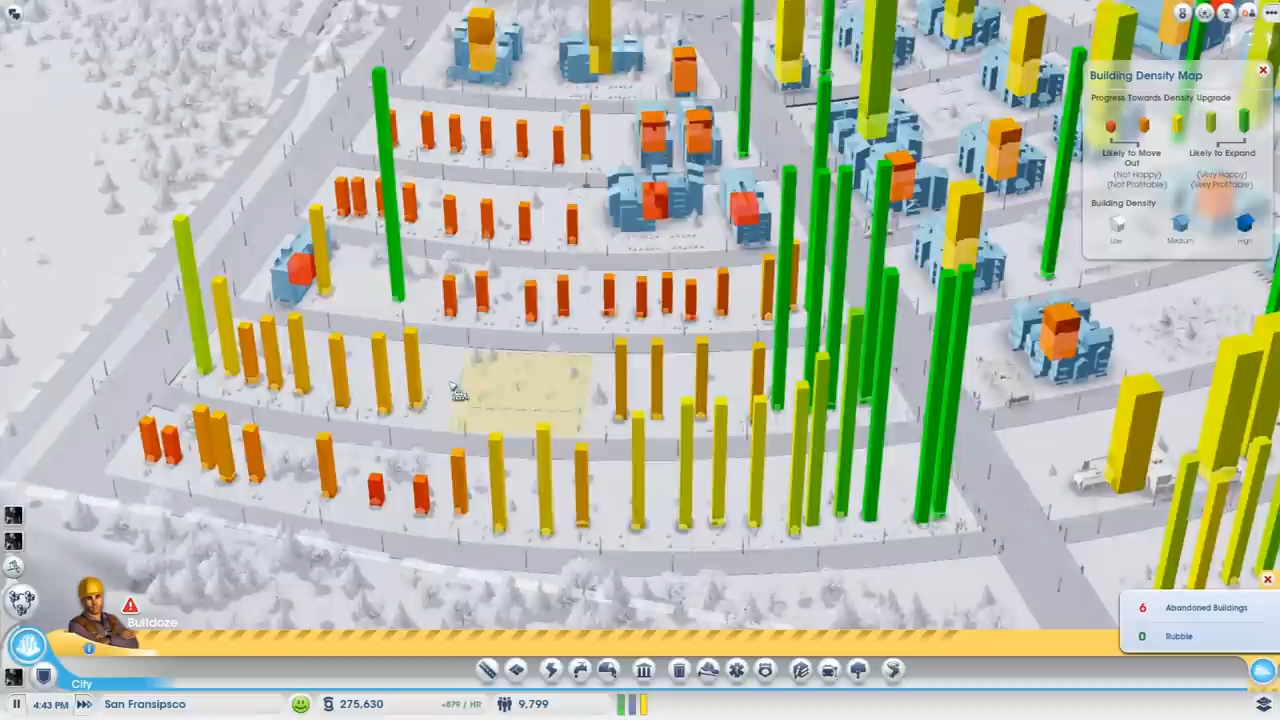 Building Density Map
Progress Towards Density Upgrade
Likely to Move Out
Likely to Expand
(Not Happy)
(Very Happy)
(Not Profitable)
(Very Profitable)
Building Density
Low
Medium
High
6 Abandoned Buildings
0 Rubble
Bulldoze
City
4:43 PM
San Fransipsco
275,630
+879 / HR
9,799